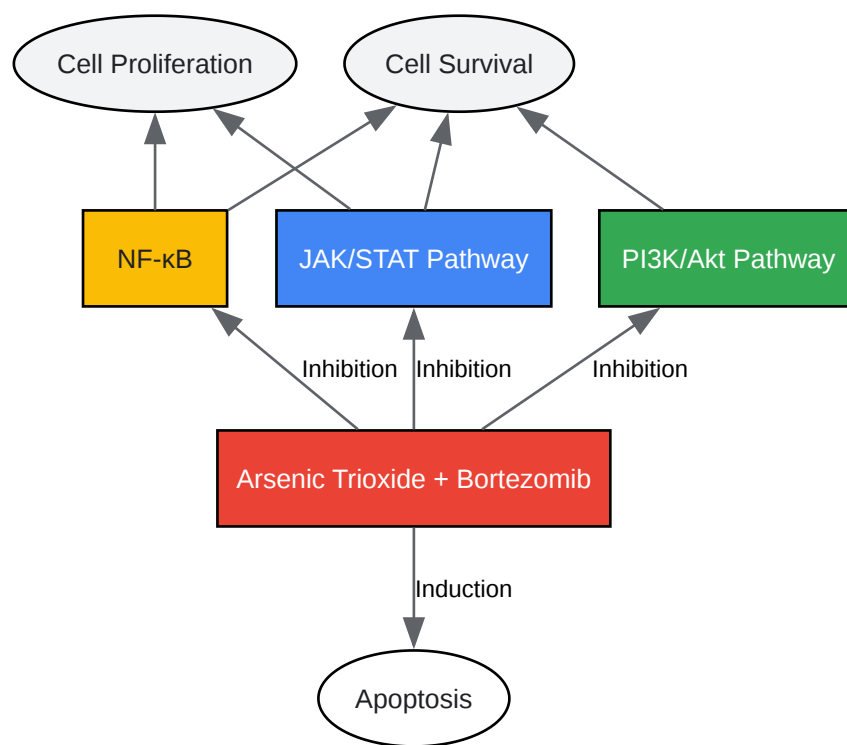 Cell Proliferation
Cell Survival
NF-κB
JAK/STAT Pathway
PI3K/Akt Pathway
Inhibition
Inhibition
Inhibition
Arsenic Trioxide + Bortezomib
Induction
Apoptosis